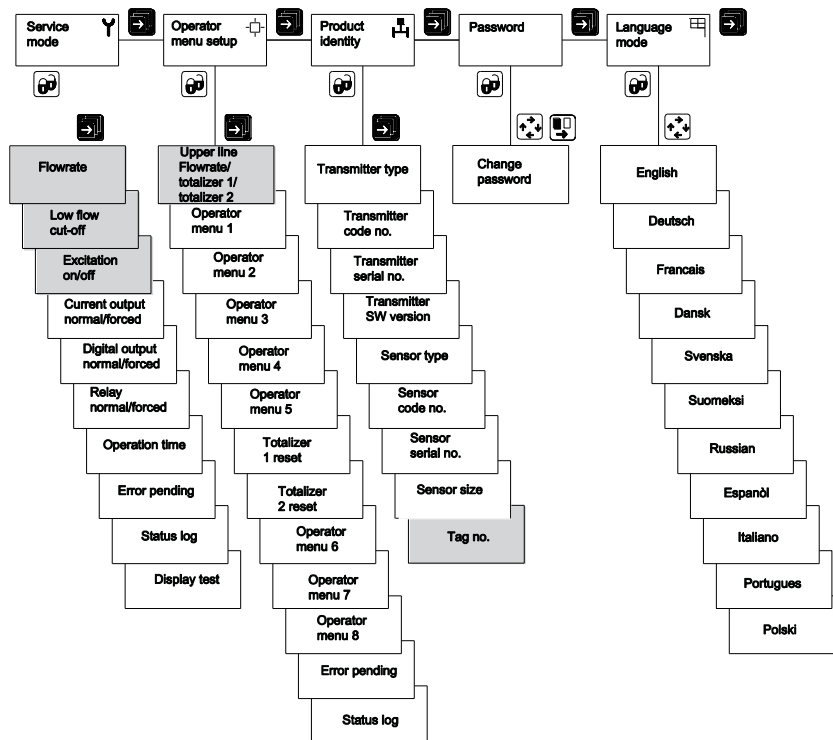 Service
mode
Operator
menu setup
Product
identity
Password
Language
mode
Flowrate
Low flow
cut-off
Excitation
on/off
Current output
normal/forced
Digital output
normal/forced
Relay
normal/forced
Operation time
Error pending
Status log
Display test
Upper line
Flowrate/
totalizer 1/
totalizer 2
Operator
menu 1
Operator
menu 2
Operator
menu 3
Operator
menu 4
Operator
menu 5
Totalizer
1 reset
Totalizer
2 reset
Operator
menu 6
Operator
menu 7
Operator
menu 8
Error pending
Status log
Transmitter type
Transmitter
code no.
Transmitter
serial no.
Transmitter
SW version
Sensor type
Sensor
code no.
Sensor
serial no.
Sensor size
Tag no.
Change
password
English
Deutsch
Francais
Dansk
Svenska
Suomeksi
Russian
Espanòl
Italiano
Portugues
Polski